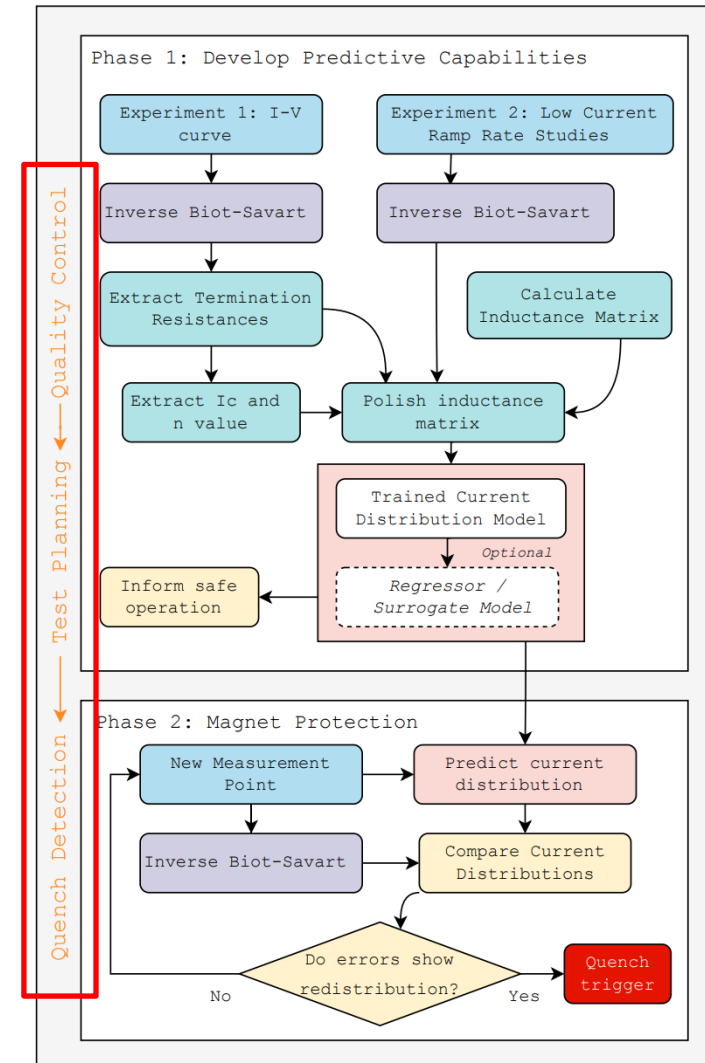 Phase 1: Develop Predictive Capabilities
Experiment 1: I-V
curve
Experiment 2: Low Current
Ramp Rate Studies
Inverse Biot-Savart
Inverse Biot-Savart
Extract Termination
Resistances
Calculate
Inductance Matrix
Extract Ic and
n value
Polish inductance
matrix
Trained Current
Distribution Model
Optional
Regressor /
Surrogate Model
Inform safe
operation
Quality Control
Test Planning
Quench Detection
Phase 2: Magnet Protection
New Measurement
Point
Predict current
distribution
Inverse Biot-Savart
Compare Current
Distributions
Do errors show
redistribution?
No
Yes
Quench
trigger